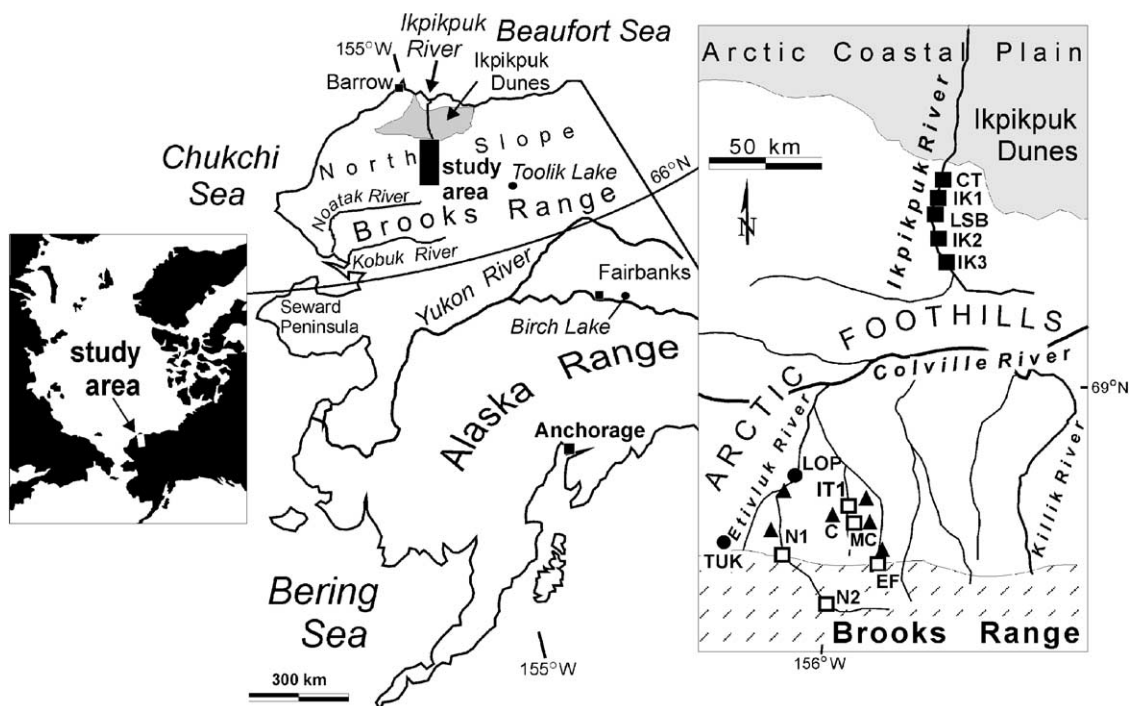 study
area
155°W
Ikpikpuk
River
Beaufort Sea
Ikpikpuk
Dunes
Barrow
Chukchi
Sea
North Slope
study
area
Toolik Lake
66°N
Noatak River
Brooks Range
Kobuk River
Seward
Peninsula
Yukon River
Fairbanks
Birch Lake
Alaska Range
Anchorage
Bering
Sea
155°W
300 km
Arctic Coastal Plain
Ikpikpuk River
Ikpikpuk
Dunes
50 km
N
CT
IK1
LSB
IK2
IK3
ARCTIC FOOTHILLS
Colville River
69°N
Etivluk River
LOP
IT1
C
MC
N1
TUK
EF
N2
Killik River
Brooks Range
156°W